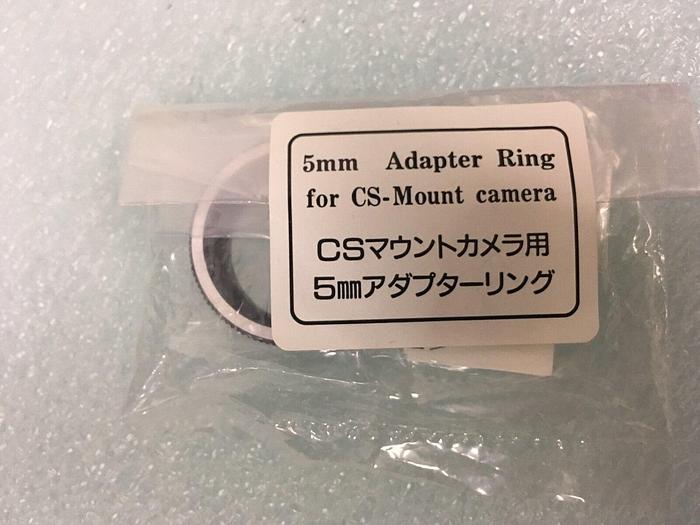 5mm Adapter Ring
for CS-Mount camera
CSマウントカメラ用
5㎜アダプターリング